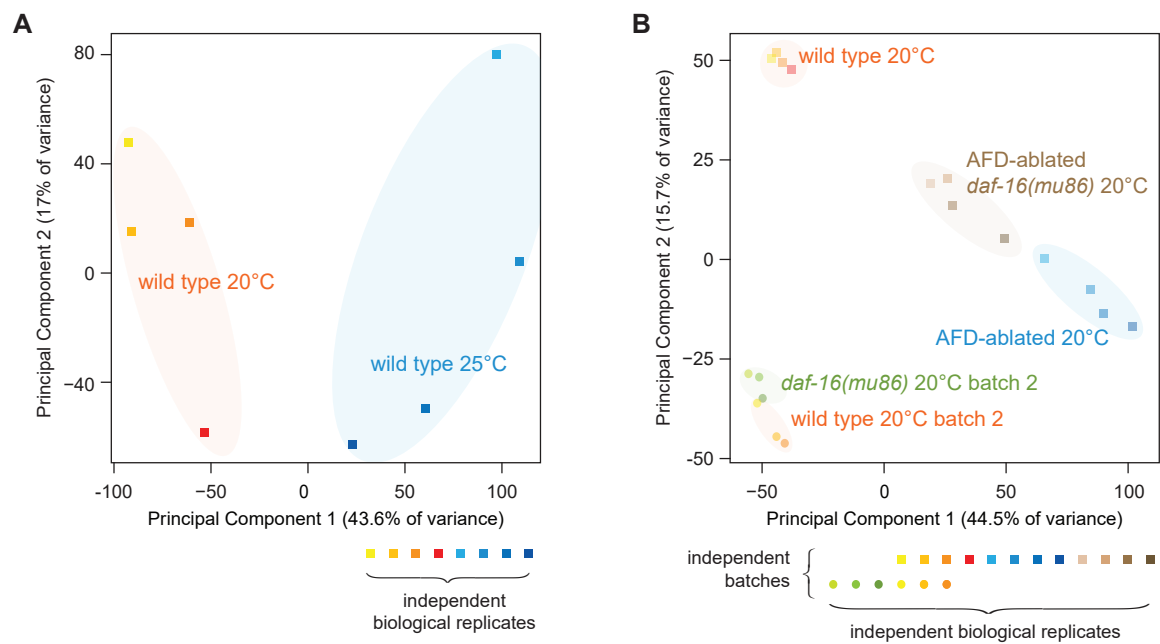 A
80
40
0
−40
-100
−50
0
50
100
Principal Component 2 (17% of variance)
wild type 20°C
wild type 25°C
Principal Component 1 (43.6% of variance)
independent
biological replicates
B
50
25
0
−25
-50
−50
0
50
100
Principal Component 2 (15.7% of variance)
wild type 20°C
AFD-ablated
daf-16(mu86) 20°C
AFD-ablated 20°C
daf-16(mu86) 20°C batch 2
wild type 20°C batch 2
Principal Component 1 (44.5% of variance)
independent
batches
independent biological replicates